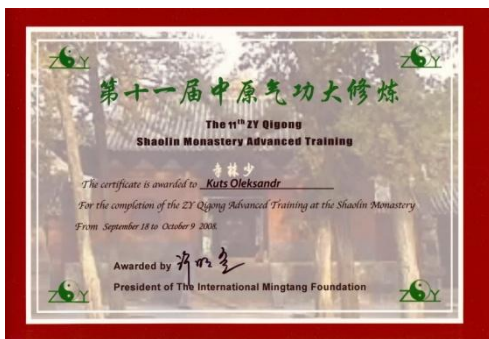 ZY
ZY
第十一届中原气功大修炼
The 11th ZY Qigong
Shaolin Monastery Advanced Training
寺林少
The certificate is awarded to Kuts Oleksandr
For the completion of the ZY Qigong Advanced Training at the Shaolin Monastery
From September 18 to October 9 2008.
Awarded by
President of The International Mingtang Foundation
ZY
ZY